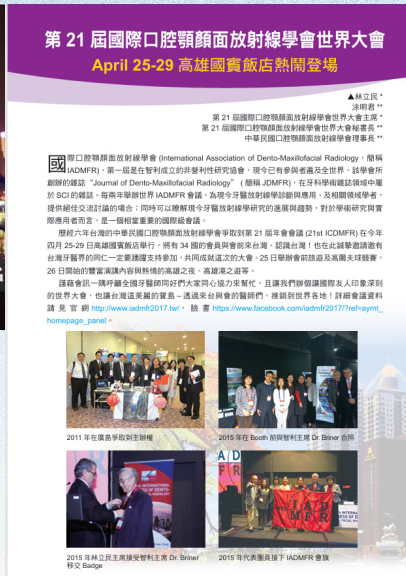 第 21 屆國際口腔顎顏面放射線學會世界大會
April 25-29 高雄國賓飯店熱鬧登場
▲林立民 *
涂明君 **
第 21 屆國際口腔顎顏面放射線學會世界大會主席 *
第 21 屆國際口腔顎顏面放射線學會世界大會秘書長 **
中華民國口腔顎顏面放射線學會理事長 **
國際口腔顎顏面放射線學會 (International Association of Dento-Maxillofacial Radiology，簡稱
IADMFR)，第一屆是在智利成立的非營利性研究協會，現今已有參與者遍及全世界，該學會所
創辦的雜誌“Journal of Dentomaxillofacial Radiology”（簡稱 JDMFR)，在牙科學術雜誌領域中屬
於 SCI 的雜誌。每兩年舉辦世界 IADMFR 會議，為現今牙醫放射線學診斷與應用、及相關領域學者，
提供絕佳交流討論的場合；同時可以瞭解現今牙醫放射線學研究的進展與趨勢，對於學術研究與實
際應用者而言，是一個相當重要的國際級會議。
歷經六年台灣的中華民國口腔顎顏面放射線學會爭取到第 21 屆年會會議 (21st ICDMFR) 在今年
四月 25-29 日高雄國賓飯店舉行，將有 34 國的會員與會前來台灣、認識台灣！也在此誠摯邀請邀有
台灣牙醫界的同仁一定要踴躍支持參加，共同成就這次的大會。25 日舉辦會前旅遊及高爾夫球競賽，
26 日開始的豐富演講內容與熱情的高雄之夜、高雄港之遊等。
謹藉會訊一隅呼籲全國牙醫師同好們大家同心協力來幫忙，且讓我們辦個讓國際友人印象深刻
的世界大會，也讓台灣這美麗的寶島－透過來台與會的醫師們，推銷到世界各地！詳細會議資料
請見官網 http://www.iadmfr2017.tw/，臉書 https://www.facebook.com/iadmfr2017/?ref=aymt_
homepage_panel。
2011 年在廣島爭取到主辦權
2015 年在 Booth 前與智利主席 Dr. Briner 合照
2015 年林立民主席接受智利主席 Dr. Briner
移交 Badge
2015 年代表團員接下 IADMFR 會旗
IAD
MFR